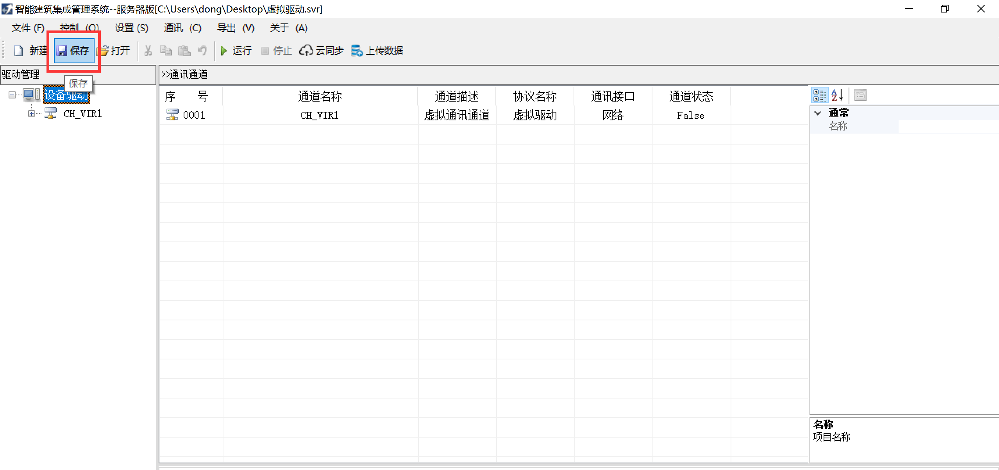 智能建筑集成管理系统--服务器版[C:\Users\dong\Desktop\虚拟驱动.svr]
文件 (F) 控制 (O) 设置 (S) 通讯 (C) 导出 (V) 关于 (A)
新建 保存 打开 运行 停止 云同步 上传数据
驱动管理
>>通讯通道
保存
设备驱动
CH_VIR1
序 号 通道名称 通道描述 协议名称 通讯接口 通道状态
0001 CH_VIR1 虚拟通讯通道 虚拟驱动 网络 False
通常
名称
名称
项目名称